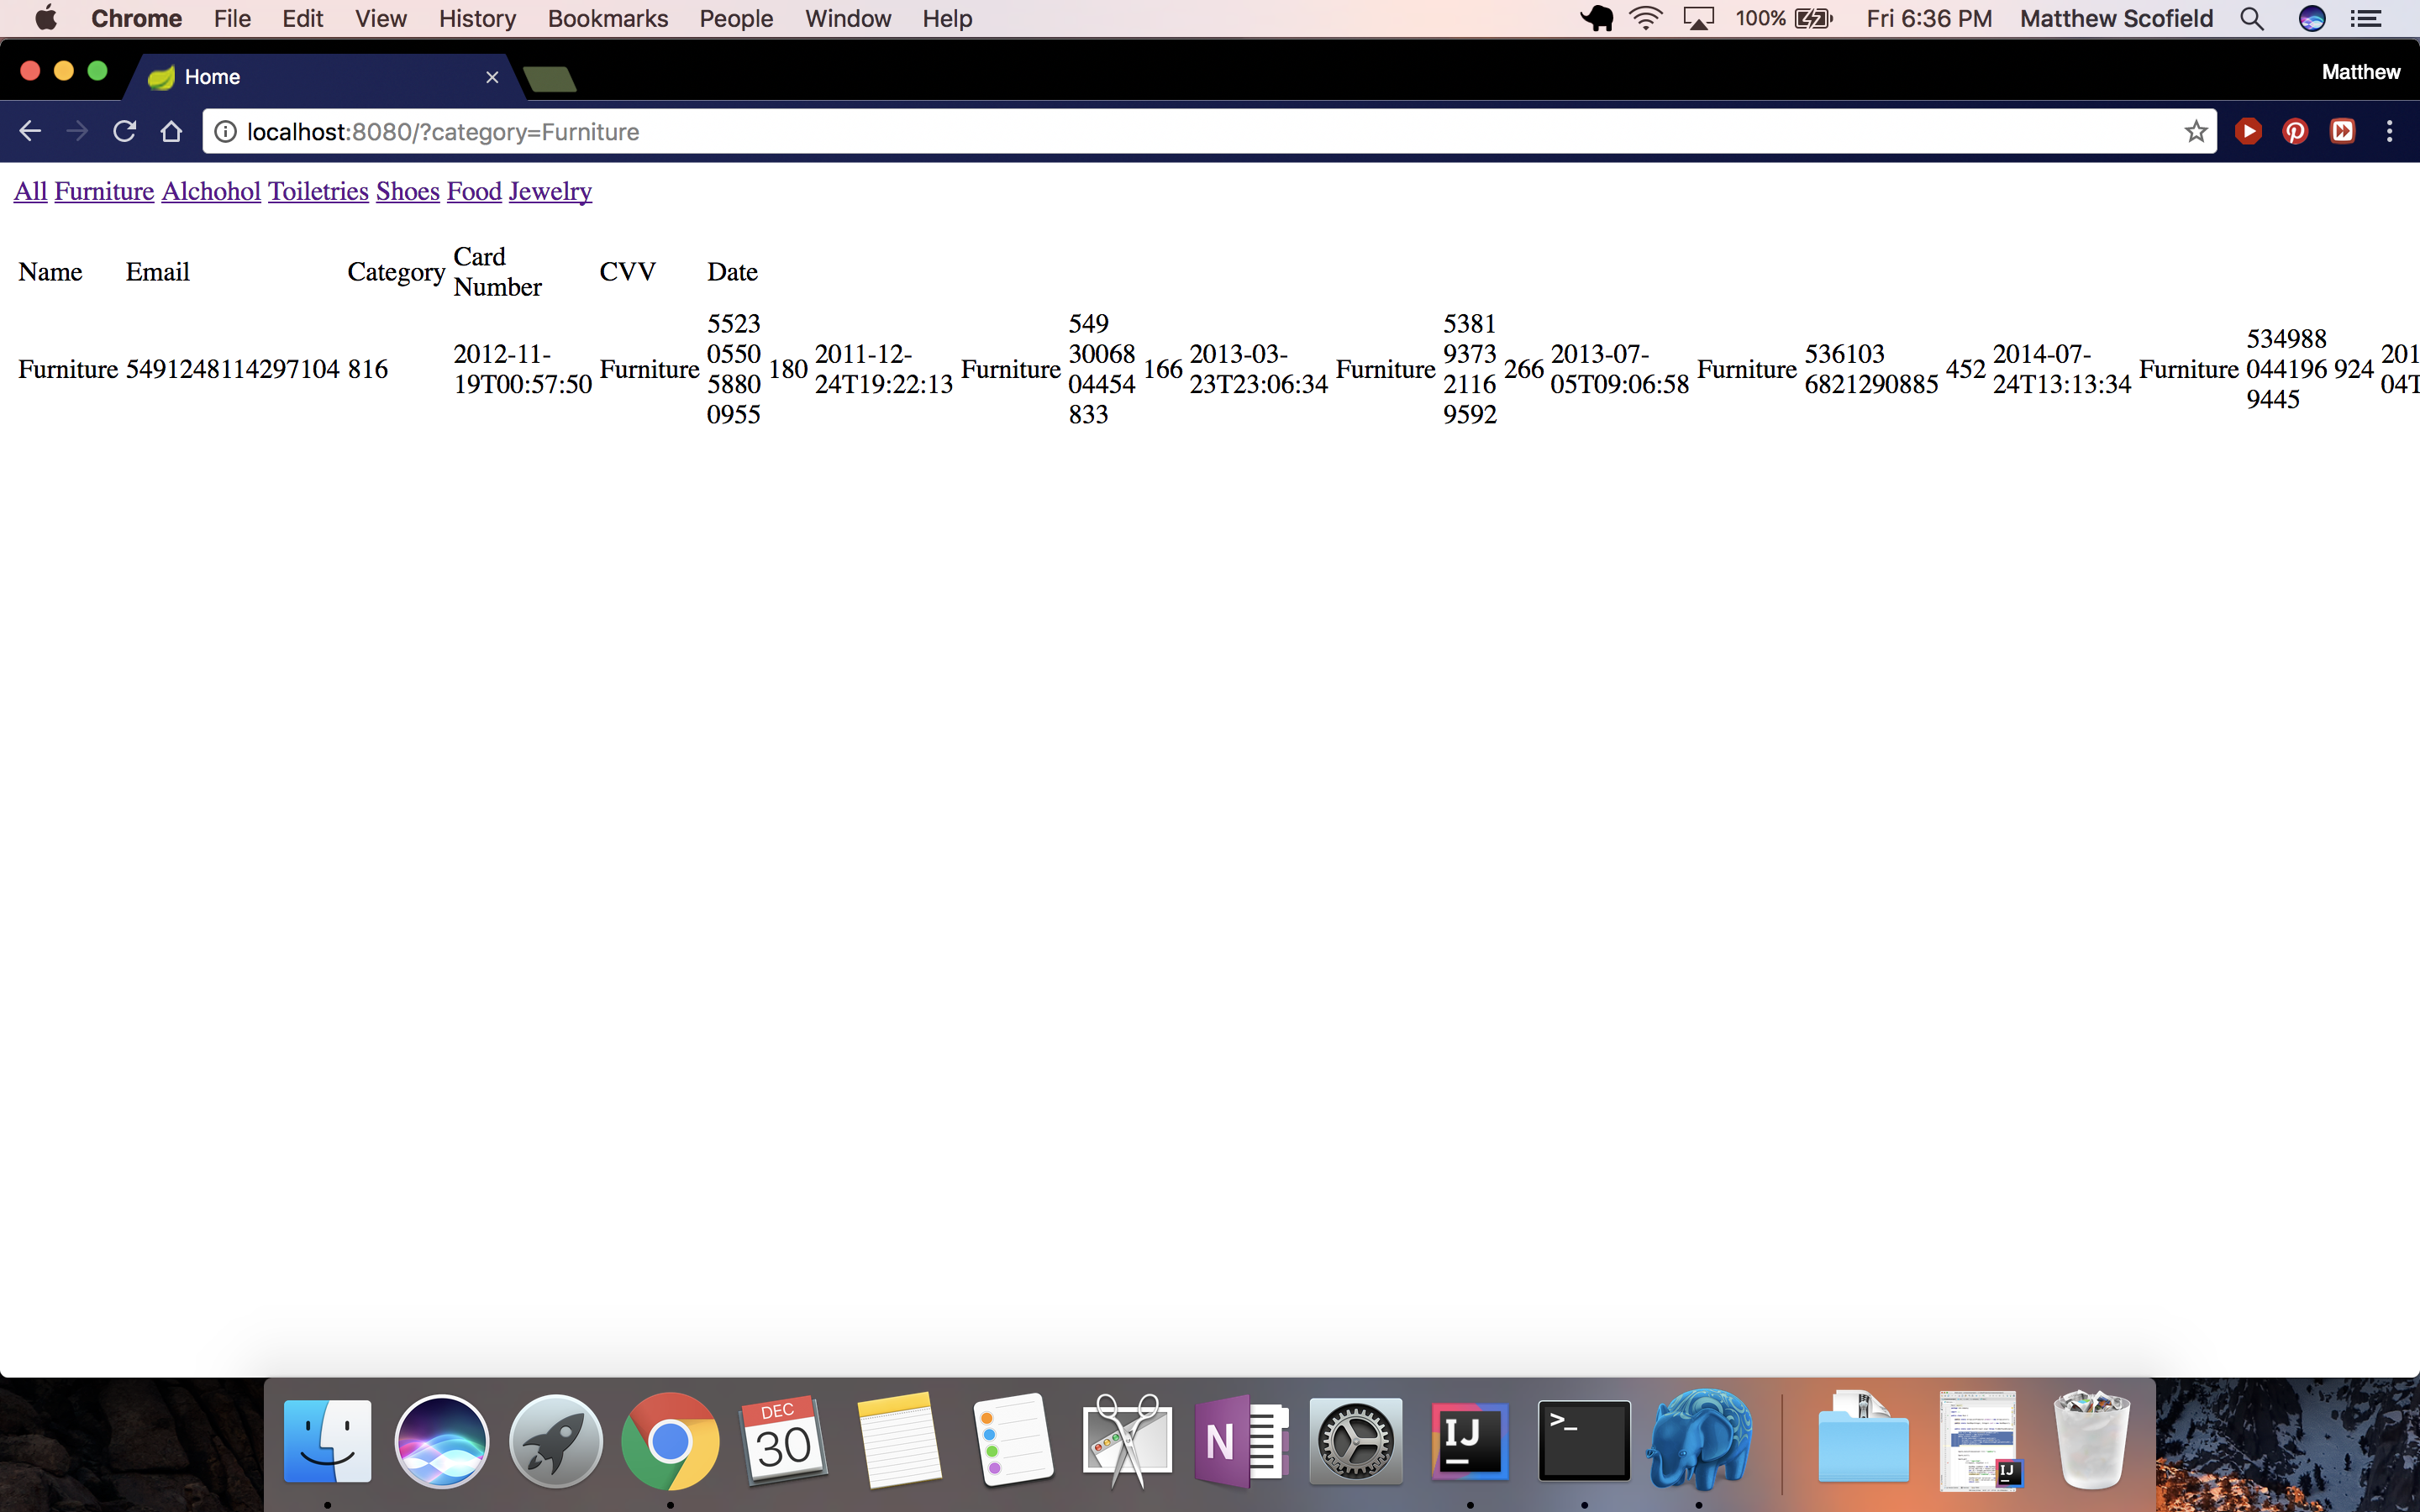 Chrome File Edit View History Bookmarks People Window Help 100% Fri 6:36 PM Matthew Scofield
Home Matthew
localhost:8080/?category=Furniture
All Furniture Alchohol Toiletries Shoes Food Jewelry
Name Email Category Card Number CVV Date
Furniture 5491248114297104 816 2012-11-19T00:57:50 Furniture 5523 0550 5880 0955 180 2011-12-24T19:22:13 Furniture 549 30068 04454 833 166 2013-03-23T23:06:34 Furniture 5381 9373 2116 9592 266 2013-07-05T09:06:58 Furniture 536103 6821290885 452 2014-07-24T13:13:34 Furniture 534988 044196 9445 924 201 04T
DEC
30
N
IJ
>_
IJ